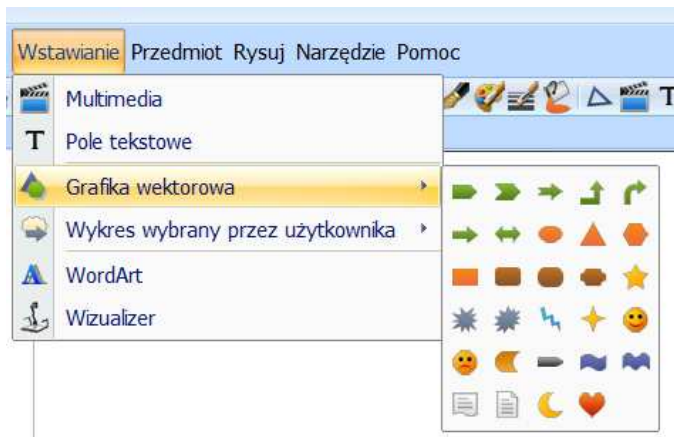 Wstawianie Przedmiot Rysuj Narzędzie Pomoc
Multimedia
T Pole tekstowe
Grafika wektorowa
Wykres wybrany przez użytkownika
A WordArt
Wizualizer
T